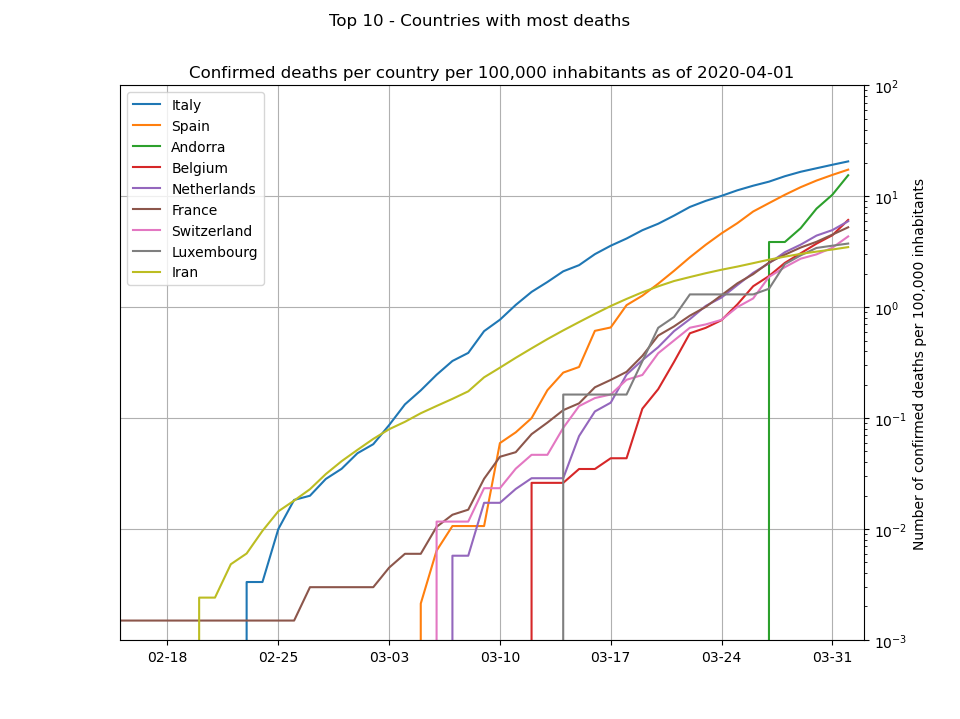 Top 10 - Countries with most deaths
Confirmed deaths per country per 100,000 inhabitants as of 2020-04-01
Italy
Spain
Andorra
Belgium
Netherlands
France
Switzerland
Luxembourg
Iran
10²
10¹
10⁰
10⁻¹
10⁻²
10⁻³
Number of confirmed deaths per 100,000 inhabitants
02-18 02-25 03-03 03-10 03-17 03-24 03-31